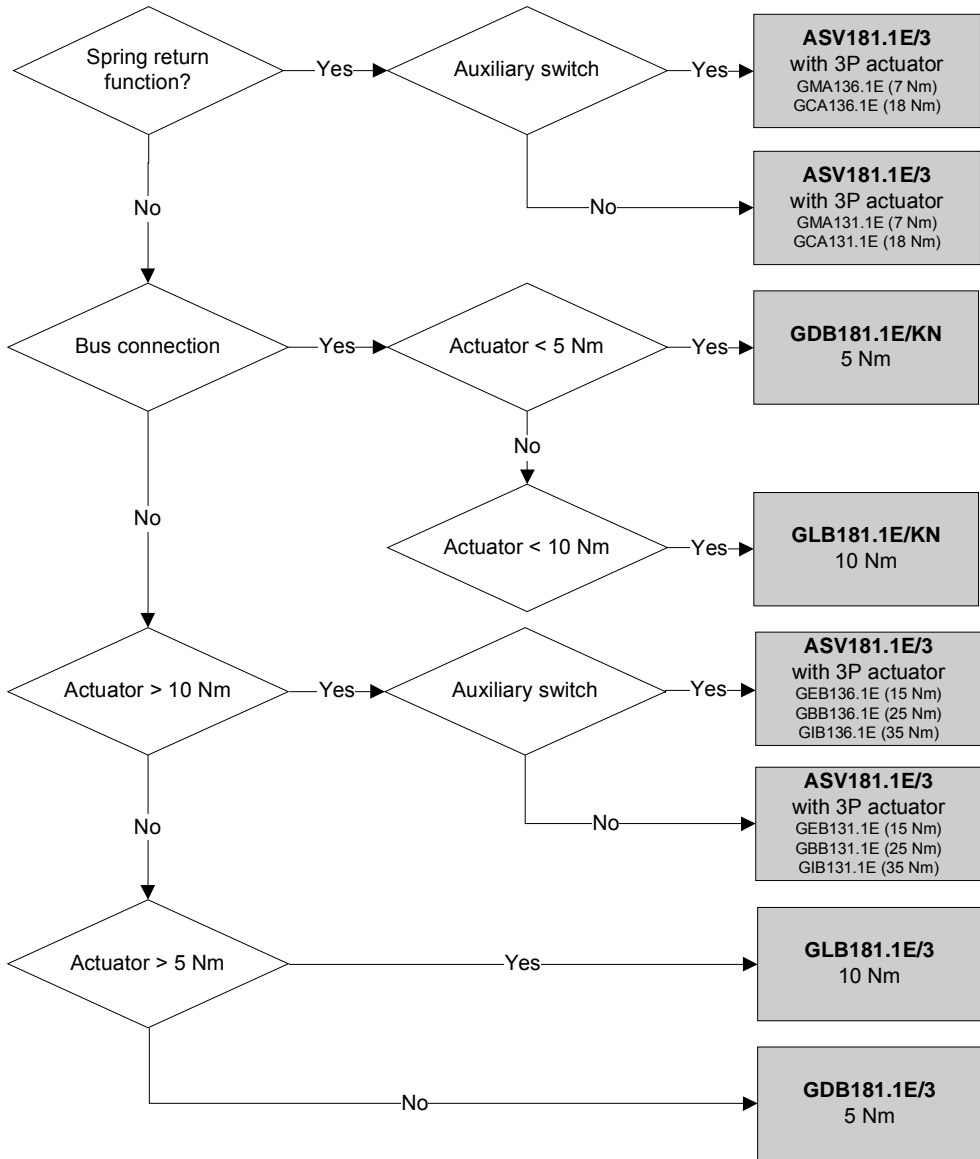 Spring return
function?
Yes
Auxiliary switch
Yes
ASV181.1E/3
with 3P actuator
GMA136.1E (7 Nm)
GCA136.1E (18 Nm)
No
No
ASV181.1E/3
with 3P actuator
GMA131.1E (7 Nm)
GCA131.1E (18 Nm)
Bus connection
Yes
Actuator < 5 Nm
Yes
GDB181.1E/KN
5 Nm
No
No
Actuator < 10 Nm
Yes
GLB181.1E/KN
10 Nm
Actuator > 10 Nm
Yes
Auxiliary switch
Yes
ASV181.1E/3
with 3P actuator
GEB136.1E (15 Nm)
GBB136.1E (25 Nm)
GIB136.1E (35 Nm)
No
No
ASV181.1E/3
with 3P actuator
GEB131.1E (15 Nm)
GBB131.1E (25 Nm)
GIB131.1E (35 Nm)
Actuator > 5 Nm
Yes
GLB181.1E/3
10 Nm
No
GDB181.1E/3
5 Nm